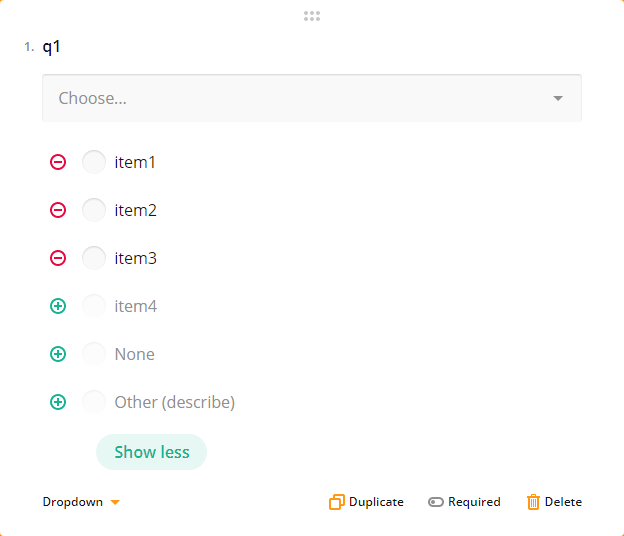 1. q1
Choose...
item1
item2
item3
item4
None
Other (describe)
Show less
Dropdown Duplicate Required Delete